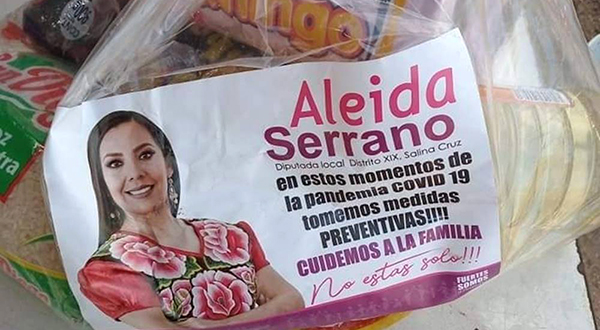 Aleida
Serrano
Diputada local Distrito XIX. Salina Cruz
en estos momentos de
la pandemia COVID 19
tomemos medidas
PREVENTIVAS!!!!
CUIDEMOS A LA FAMILIA
No estas solo!!!
FUERTES
SOMOS